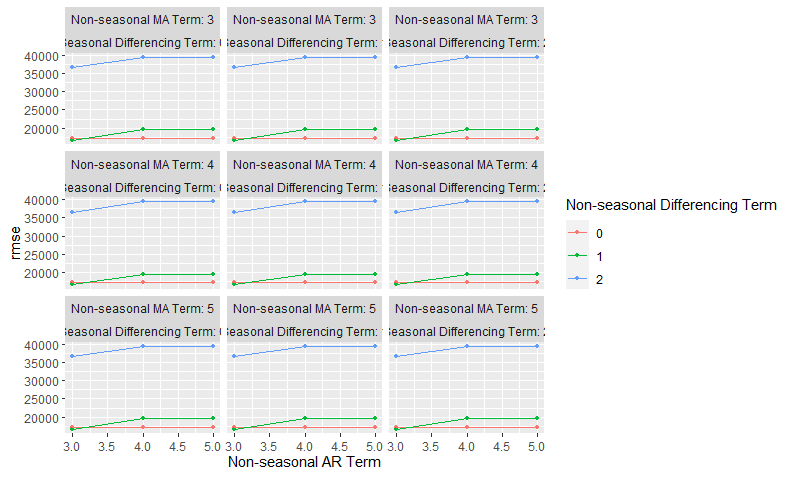 Non-seasonal MA Term: 3 Non-seasonal MA Term: 3 Non-seasonal MA Term: 3
Seasonal Differencing Term: 0 Seasonal Differencing Term: Seasonal Differencing Term: 2
40000
35000
30000
25000
20000
Non-seasonal MA Term: 4 Non-seasonal MA Term: 4 Non-seasonal MA Term: 4
Seasonal Differencing Term: 0 Seasonal Differencing Term: Seasonal Differencing Term: 2
40000
35000
30000
25000
20000
rmse
Non-seasonal MA Term: 5 Non-seasonal MA Term: 5 Non-seasonal MA Term: 5
Seasonal Differencing Term: 0 Seasonal Differencing Term: Seasonal Differencing Term: 2
40000
35000
30000
25000
20000
3.0 3.5 4.0 4.5 5.0 3.0 3.5 4.0 4.5 5.0 3.0 3.5 4.0 4.5 5.0
Non-seasonal AR Term
Non-seasonal Differencing Term
0
1
2